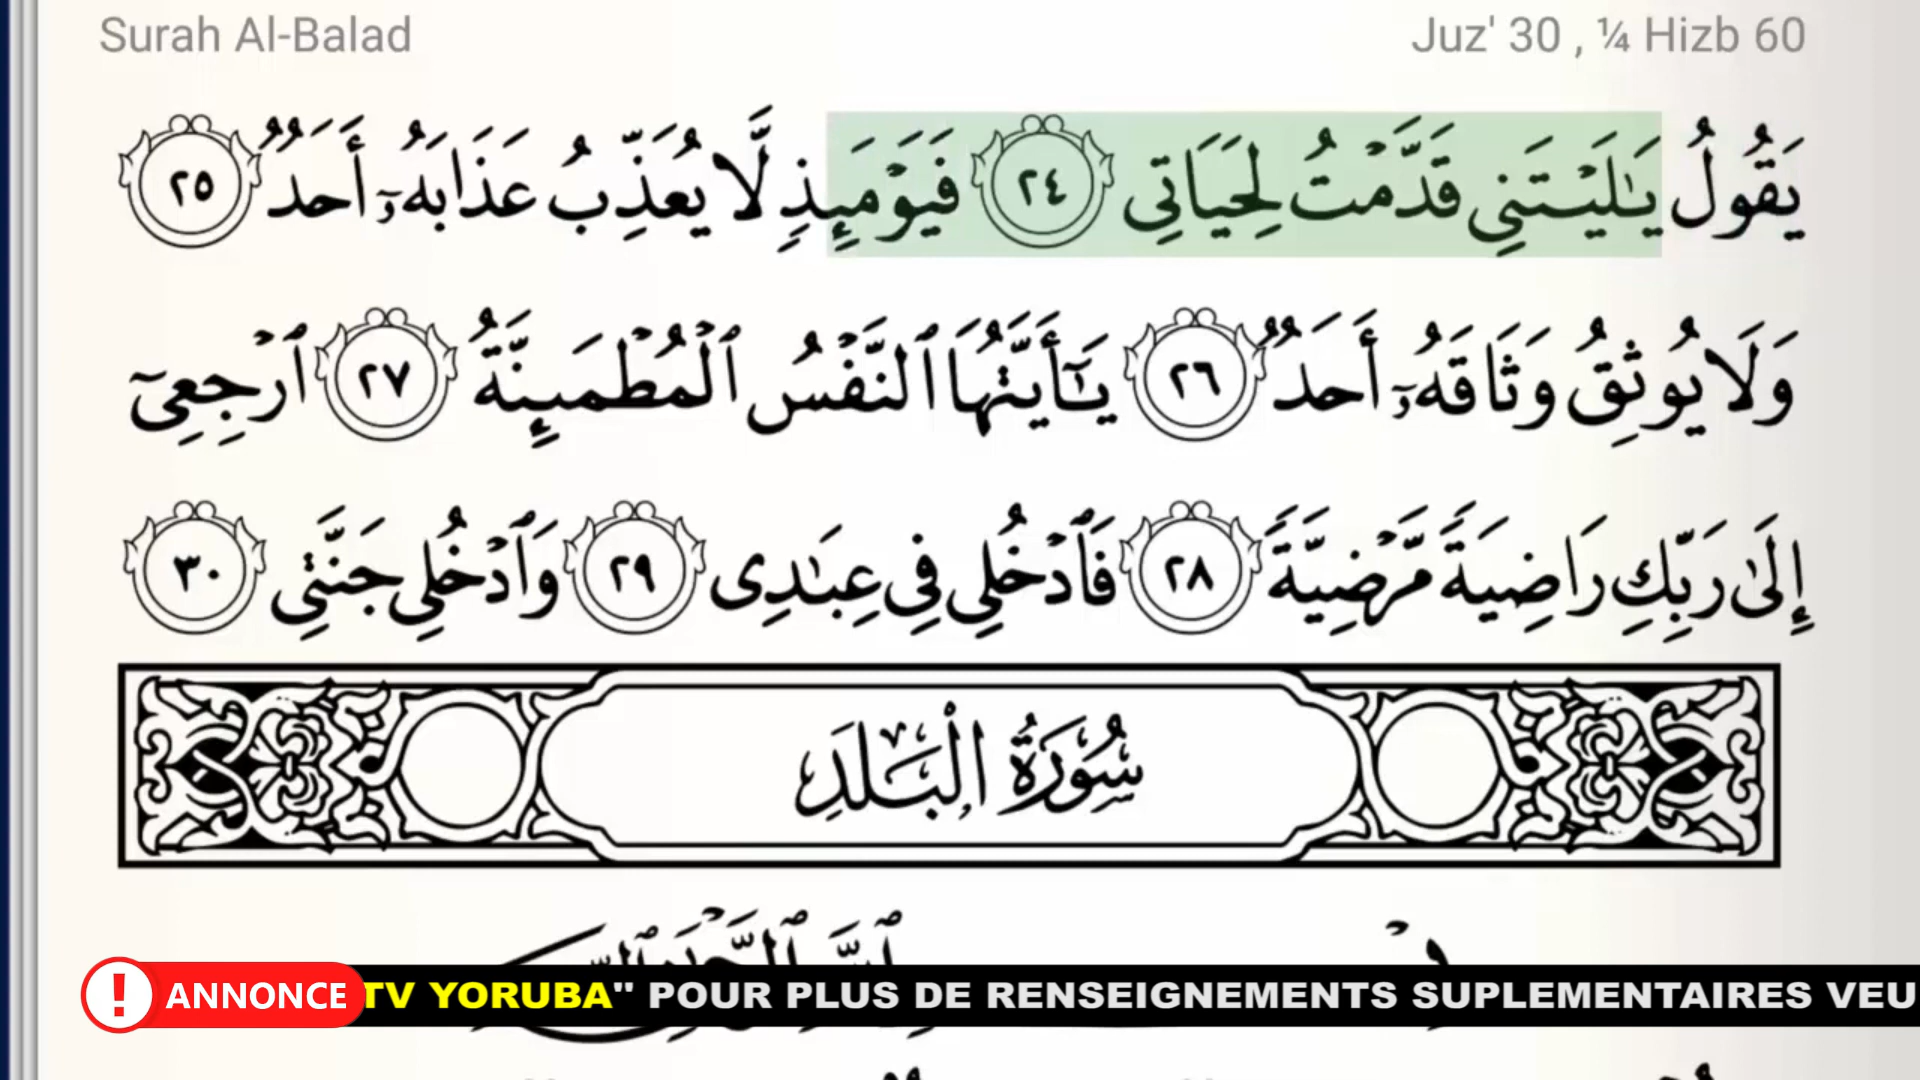 Surah Al-Balad
Juz' 30 , ¼ Hizb 60
يَقُولُ يَٰلَيْتَنِى قَدَّمْتُ لِحَيَاتِى ٢٤ فَيَوْمَئِذٍ لَّا يُعَذِّبُ عَذَابَهُۥٓ أَحَدٌ ٢٥
وَلَا يُوثِقُ وَثَاقَهُۥٓ أَحَدٌ ٢٦ يَٰٓأَيَّتُهَا ٱلنَّفْسُ ٱلْمُطْمَئِنَّةُ ٢٧ ٱرْجِعِىٓ
إِلَىٰ رَبِّكِ رَاضِيَةً مَّرْضِيَّةً ٢٨ فَٱدْخُلِى فِى عِبَٰدِى ٢٩ وَٱدْخُلِى جَنَّتِى ٣٠
سُورَةُ الْبَلَدِ
ANNONCE TV YORUBA" POUR PLUS DE RENSEIGNEMENTS SUPLEMENTAIRES VEU